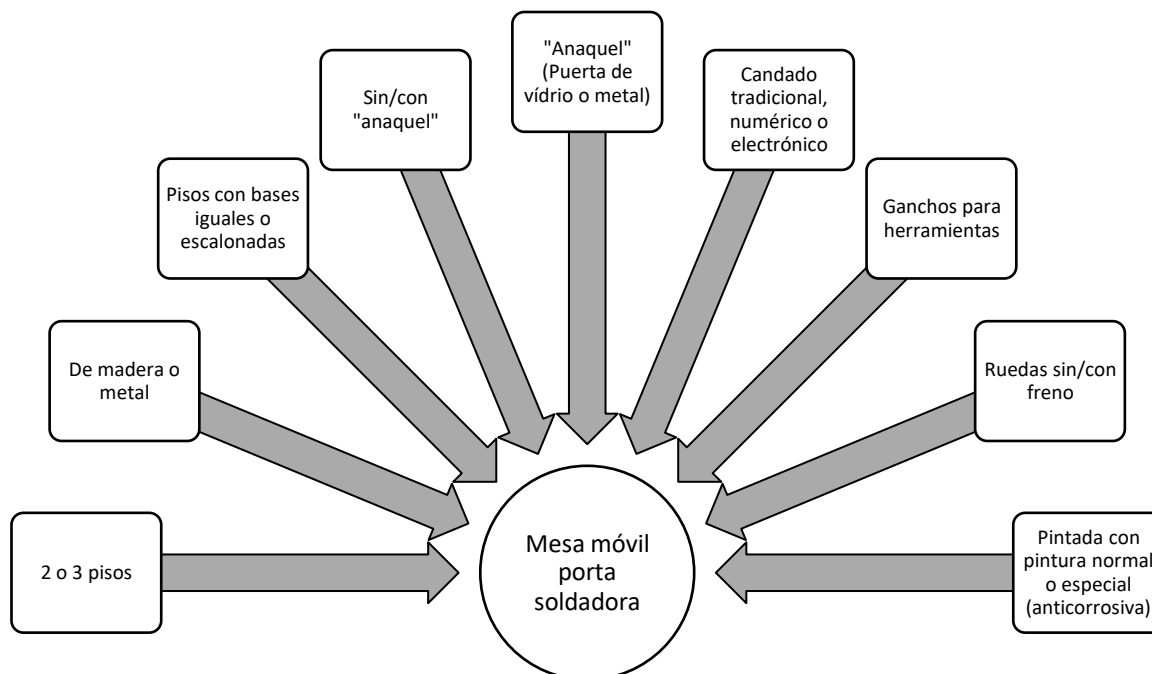 2 o 3 pisos
De madera o
metal
Pisos con bases
iguales o
escalonadas
Sin/con
"anaquel"
"Anaquel"
(Puerta de
vídrio o metal)
Candado
tradicional,
numérico o
electrónico
Ganchos para
herramientas
Ruedas sin/con
freno
Pintada con
pintura normal
o especial
(anticorrosiva)
Mesa móvil
porta
soldadora